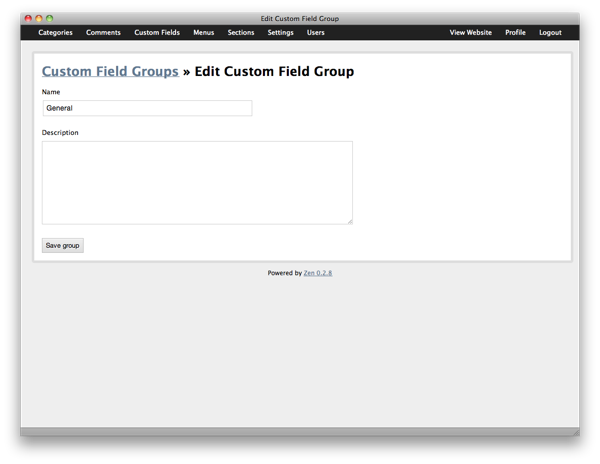 Edit Custom Field Group
Categories Comments Custom Fields Menus Sections Settings Users View Website Profile Logout
Custom Field Groups » Edit Custom Field Group
Name
General
Description
Save group
Powered by Zen 0.2.8